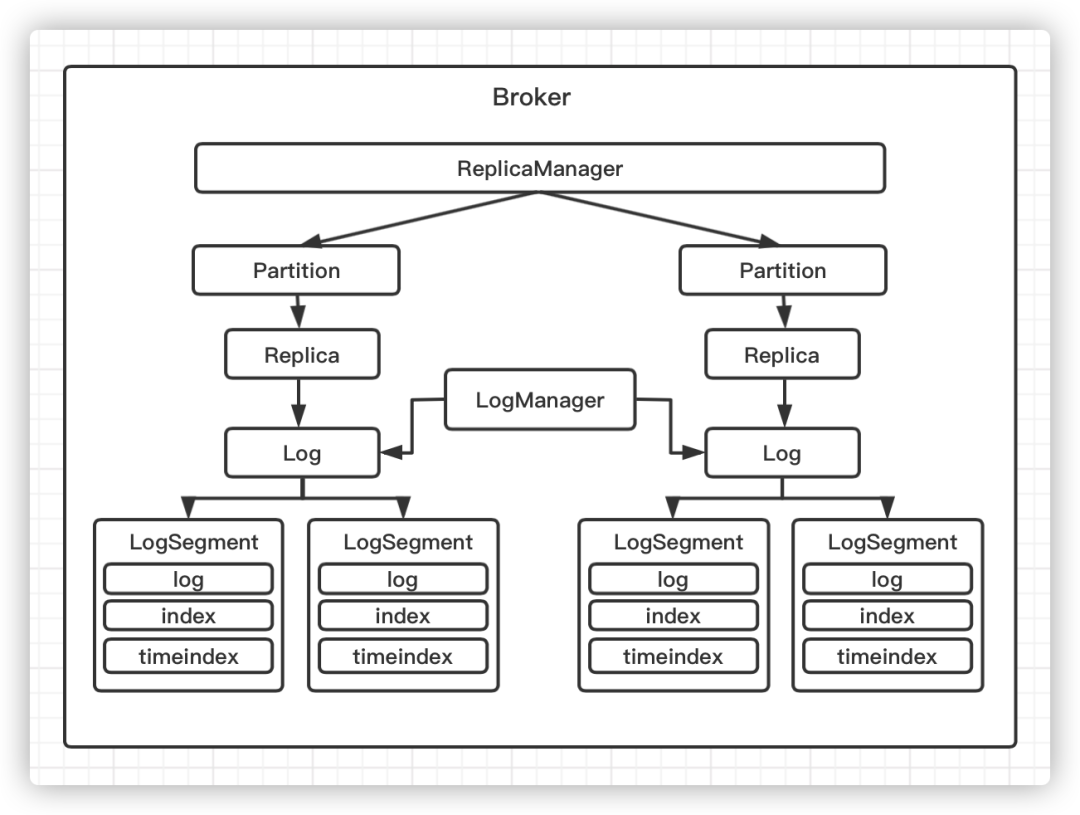 Broker
ReplicaManager
Partition
Partition
Replica
Replica
LogManager
Log
Log
LogSegment
log
index
timeindex
LogSegment
log
index
timeindex
LogSegment
log
index
timeindex
LogSegment
log
index
timeindex